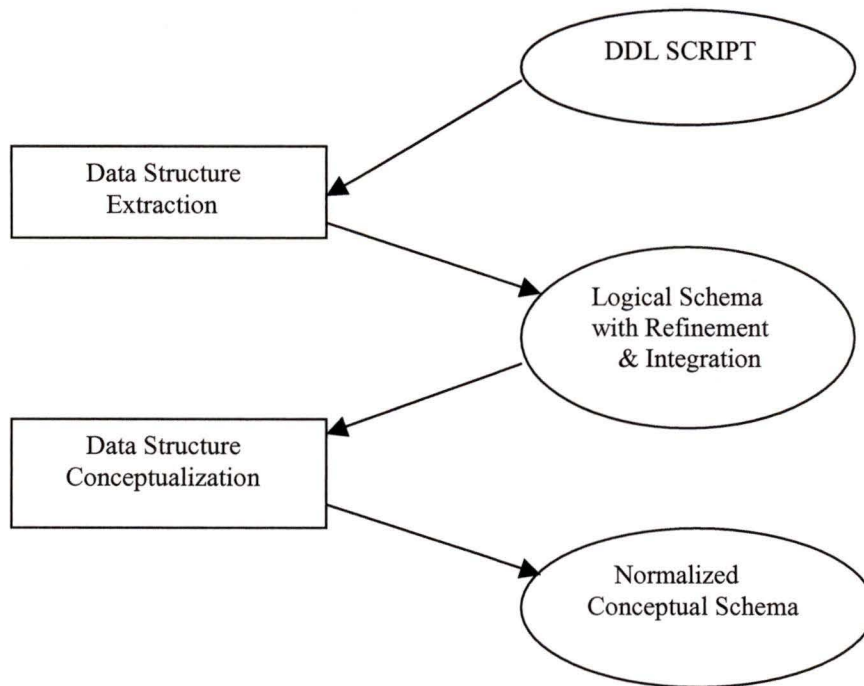 DDL SCRIPT
Data Structure
Extraction
Logical Schema
with Refinement
& Integration
Data Structure
Conceptualization
Normalized
Conceptual Schema